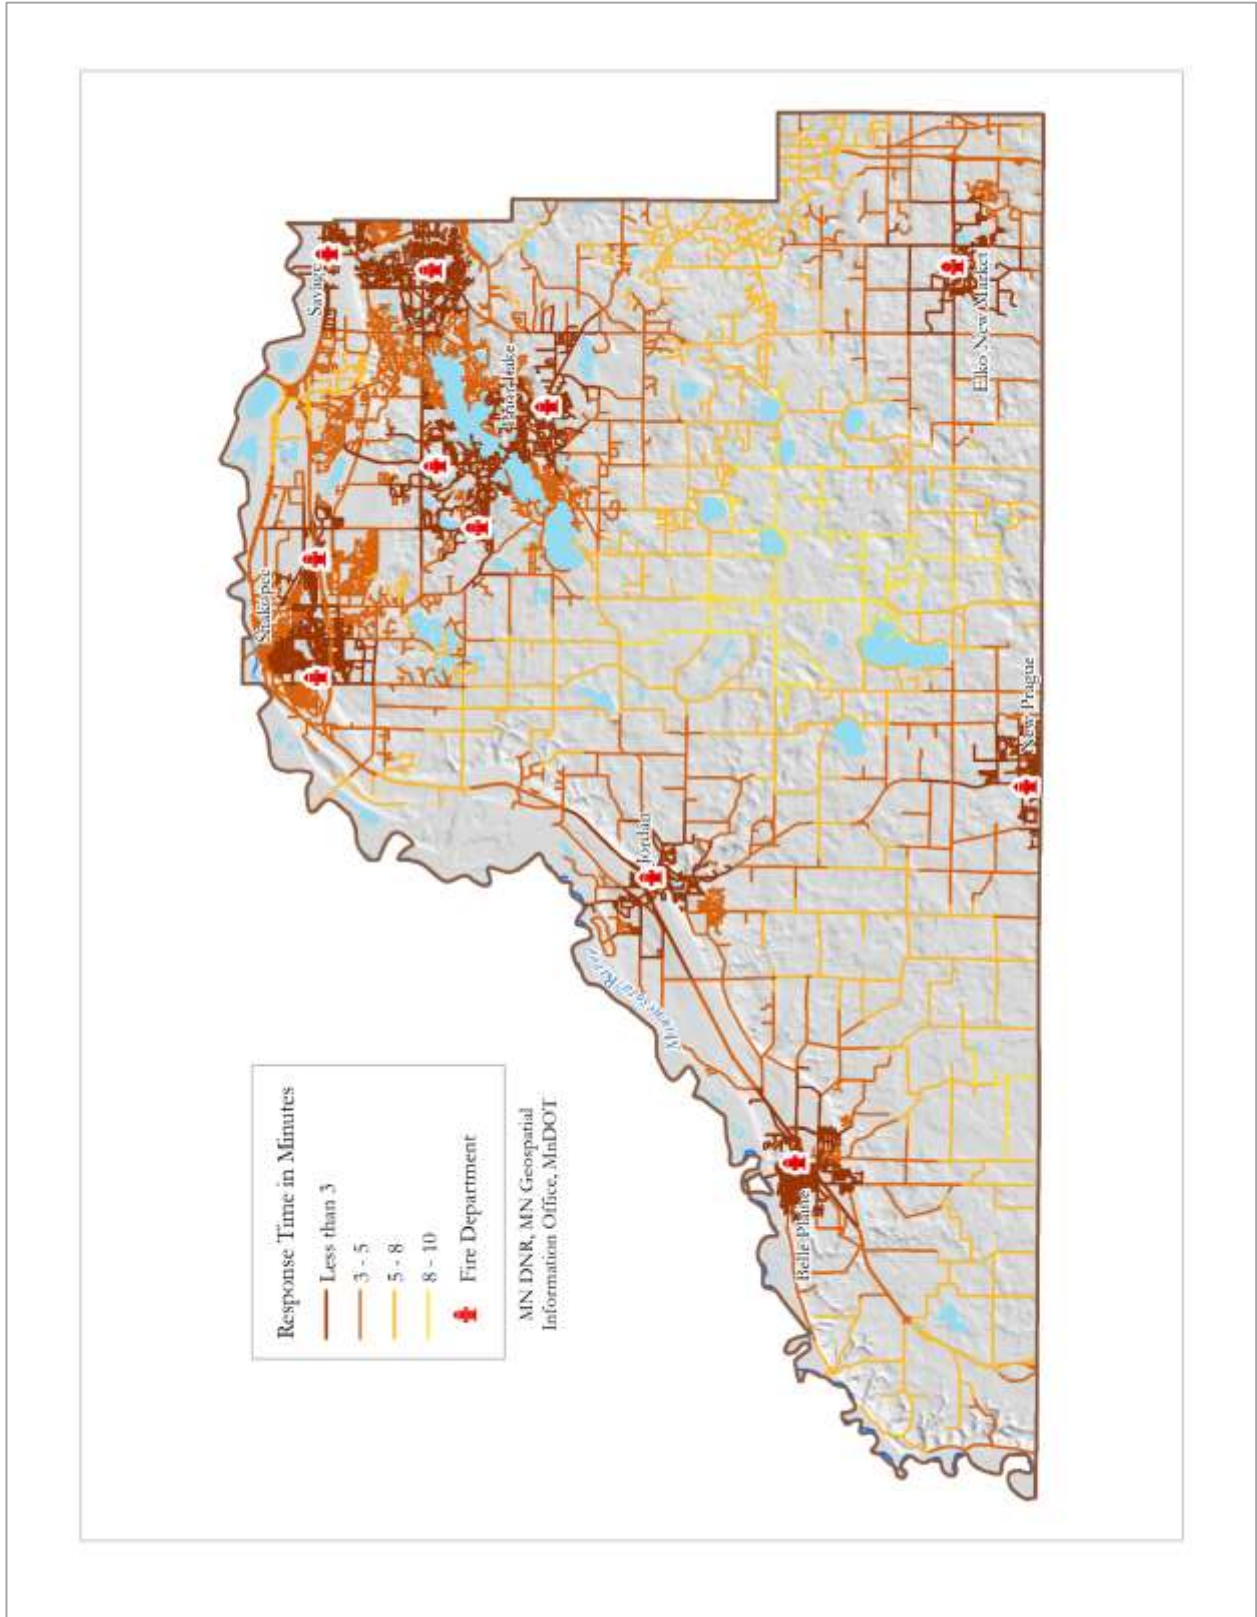 Response Time in Minutes
Less than 3
3 - 5
5 - 8
8 - 10
Fire Department
MN DNR, MN Geospatial
Information Office, MnDOT
Savage
Shakopee
Prior Lake
Elko New Market
New Prague
Jordan
Minnesota River
Belle Plaine